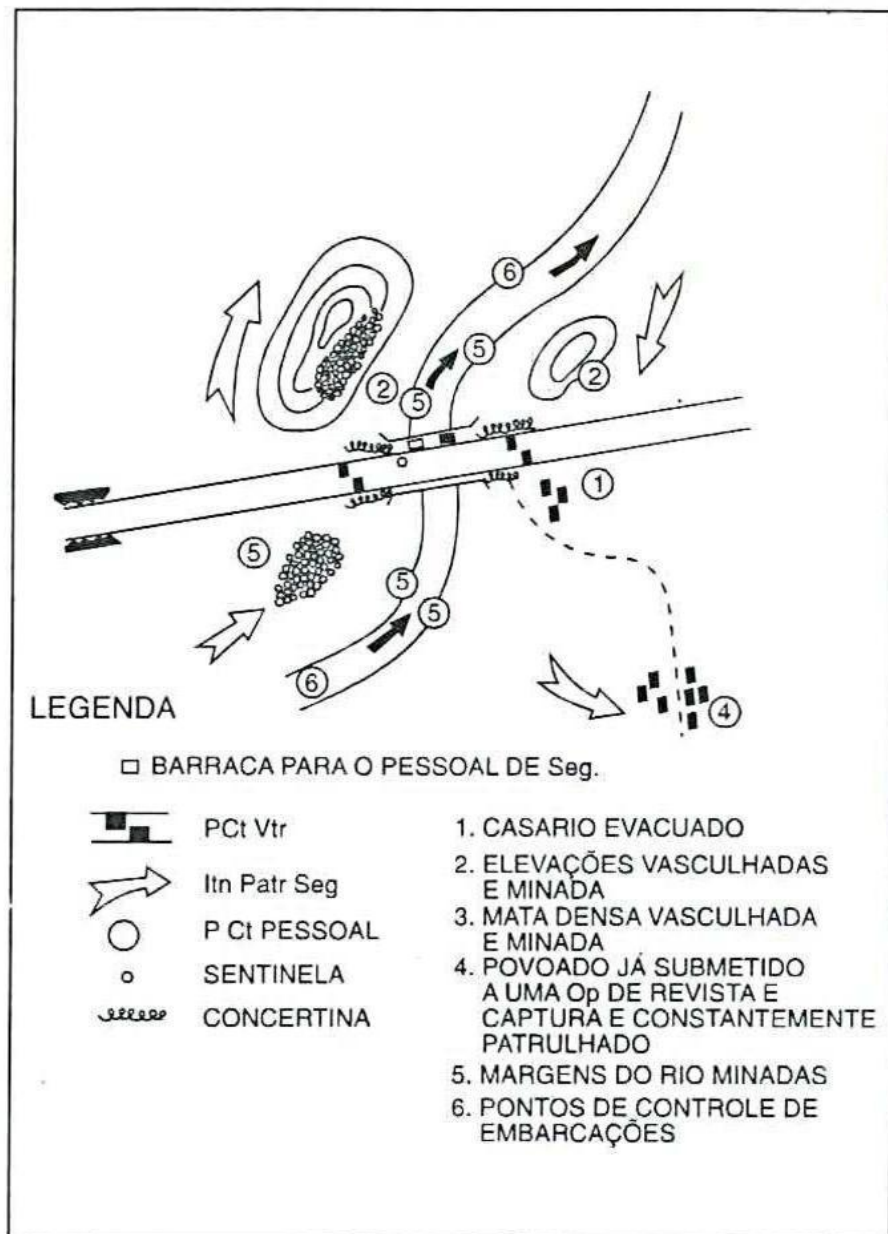 6
5
2
5
2
1
5
5
5
6
4
LEGENDA
BARRACA PARA O PESSOAL DE Seg.
PCt Vtr
Itn Patr Seg
P Ct PESSOAL
SENTINELA
CONCERTINA
1. CASARIO EVACUADO
2. ELEVAÇÕES VASCULHADAS
E MINADA
3. MATA DENSA VASCULHADA
E MINADA
4. POVOADO JÁ SUBMETIDO
A UMA Op DE REVISTA E
CAPTURA E CONSTANTEMENTE
PATRULHADO
5. MARGENS DO RIO MINADAS
6. PONTOS DE CONTROLE DE
EMBARCAÇÕES